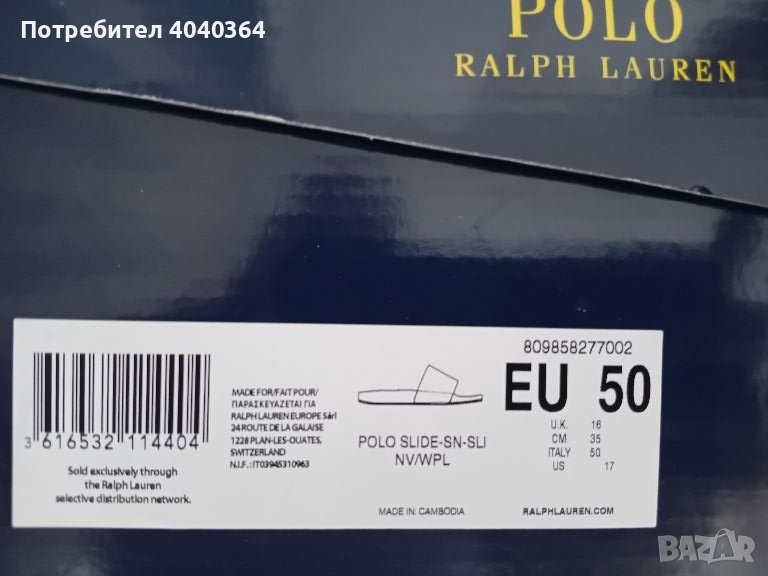 Потребител 4040364
POLO
RALPH LAUREN
3 616532 114404
Sold exclusively through
the Ralph Lauren
selective distribution network.
MADE FOR/FAIT POUR/
ΠΑΡΑΣΚΕΥΑΖΕΤΑΙ ΓΙΑ
RALPH LAUREN EUROPE Sárl
24 ROUTE DE LA GALAISE
1228 PLAN-LES-OUATES,
SWITZERLAND
N.I.F.: IT03945310963
POLO SLIDE-SN-SLI
NV/WPL
MADE IN: CAMBODIA
809858277002
EU 50
U.K. 16
CM 35
ITALY 50
US 17
RALPHLAUREN.COM
BAZAR